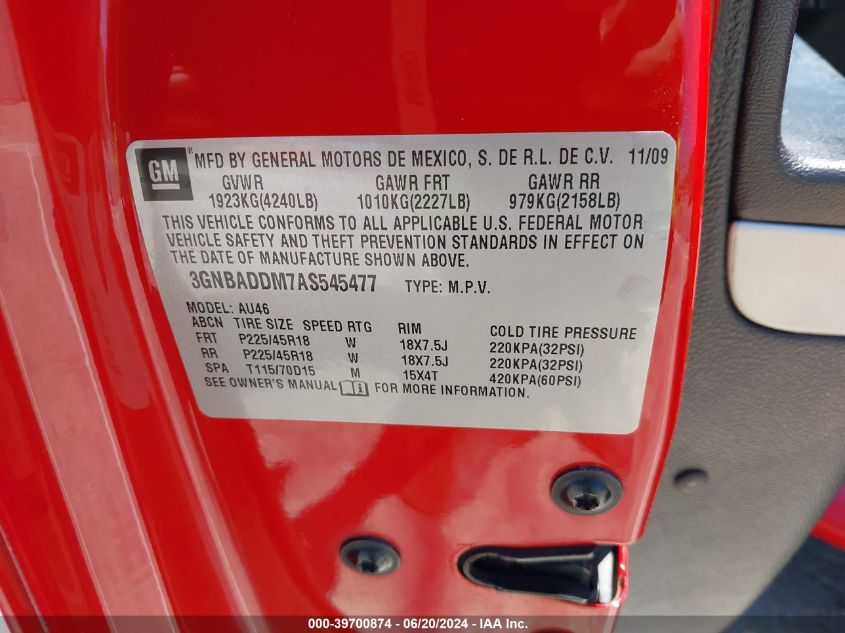 GM MFD BY GENERAL MOTORS DE MEXICO, S. DE R.L. DE C.V. 11/09
GVWR GAWR FRT GAWR RR
1923KG(4240LB) 1010KG(2227LB) 979KG(2158LB)
THIS VEHICLE CONFORMS TO ALL APPLICABLE U.S. FEDERAL MOTOR
VEHICLE SAFETY AND THEFT PREVENTION STANDARDS IN EFFECT ON
THE DATE OF MANUFACTURE SHOWN ABOVE.
3GNBADDM7AS545477 TYPE: M.P.V.
MODEL: AU46
ABCN TIRE SIZE SPEED RTG RIM COLD TIRE PRESSURE
FRT P225/45R18 W 18X7.5J 220KPA(32PSI)
RR P225/45R18 W 18X7.5J 220KPA(32PSI)
SPA T115/70D15 M 15X4T 420KPA(60PSI)
SEE OWNER'S MANUAL i FOR MORE INFORMATION.
000-39700874 / 06/20/2024 - IAA Inc.